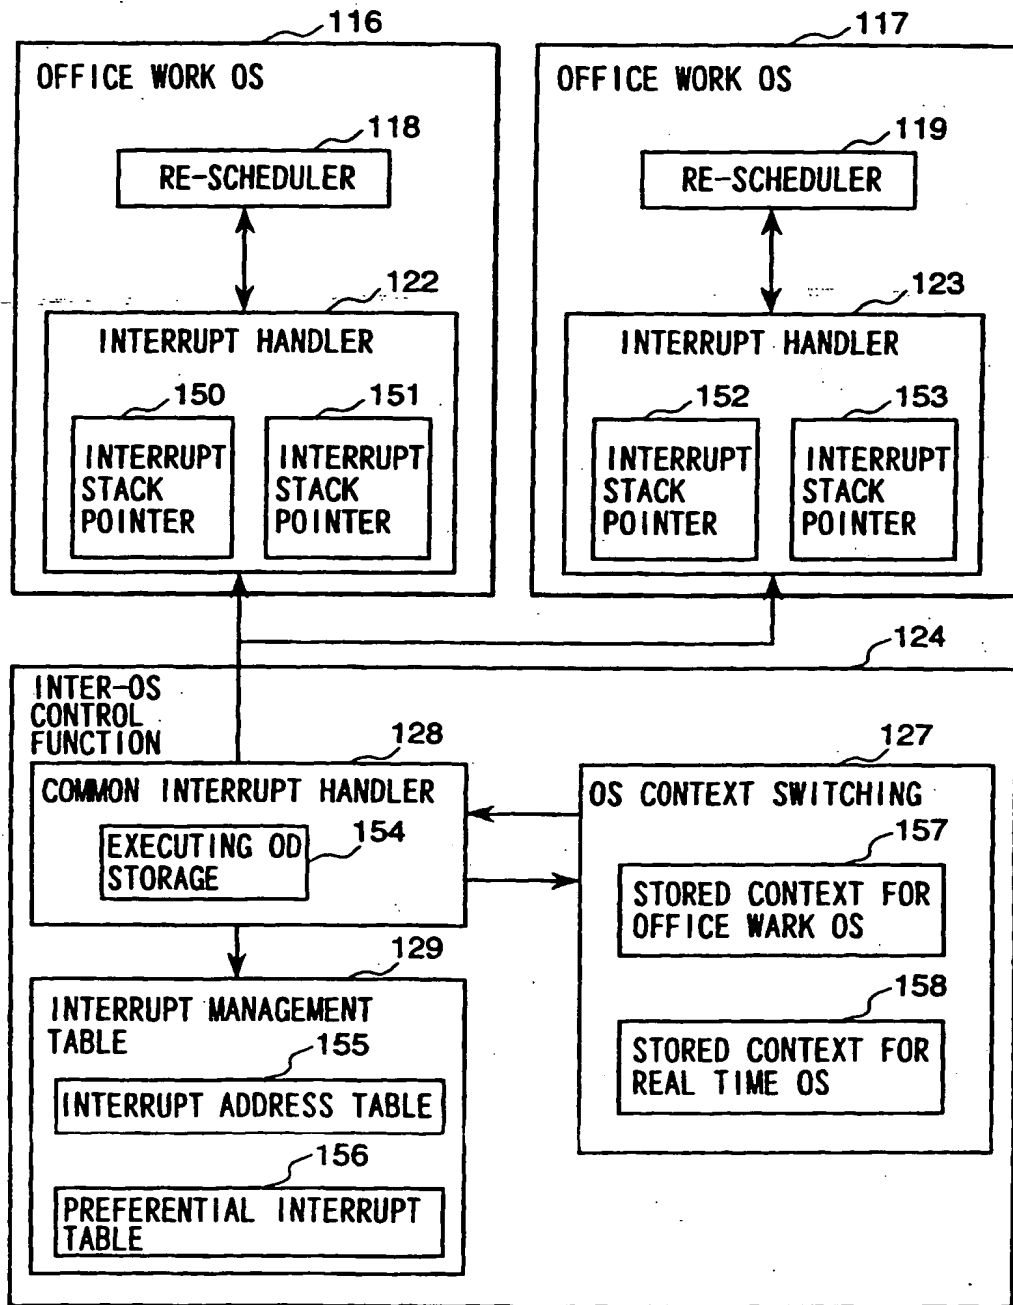 116
117
OFFICE WORK OS
OFFICE WORK OS
118
119
RE-SCHEDULER
RE-SCHEDULER
122
123
INTERRUPT HANDLER
INTERRUPT HANDLER
150
151
152
153
INTERRUPT
STACK
POINTER
INTERRUPT
STACK
POINTER
INTERRUPT
STACK
POINTER
INTERRUPT
STACK
POINTER
124
INTER-OS
CONTROL
FUNCTION
128
127
COMMON INTERRUPT HANDLER
154
EXECUTING OD
STORAGE
OS CONTEXT SWITCHING
157
STORED CONTEXT FOR
OFFICE WARK OS
158
STORED CONTEXT FOR
REAL TIME OS
129
INTERRUPT MANAGEMENT
TABLE
155
INTERRUPT ADDRESS TABLE
156
PREFERENTIAL INTERRUPT
TABLE